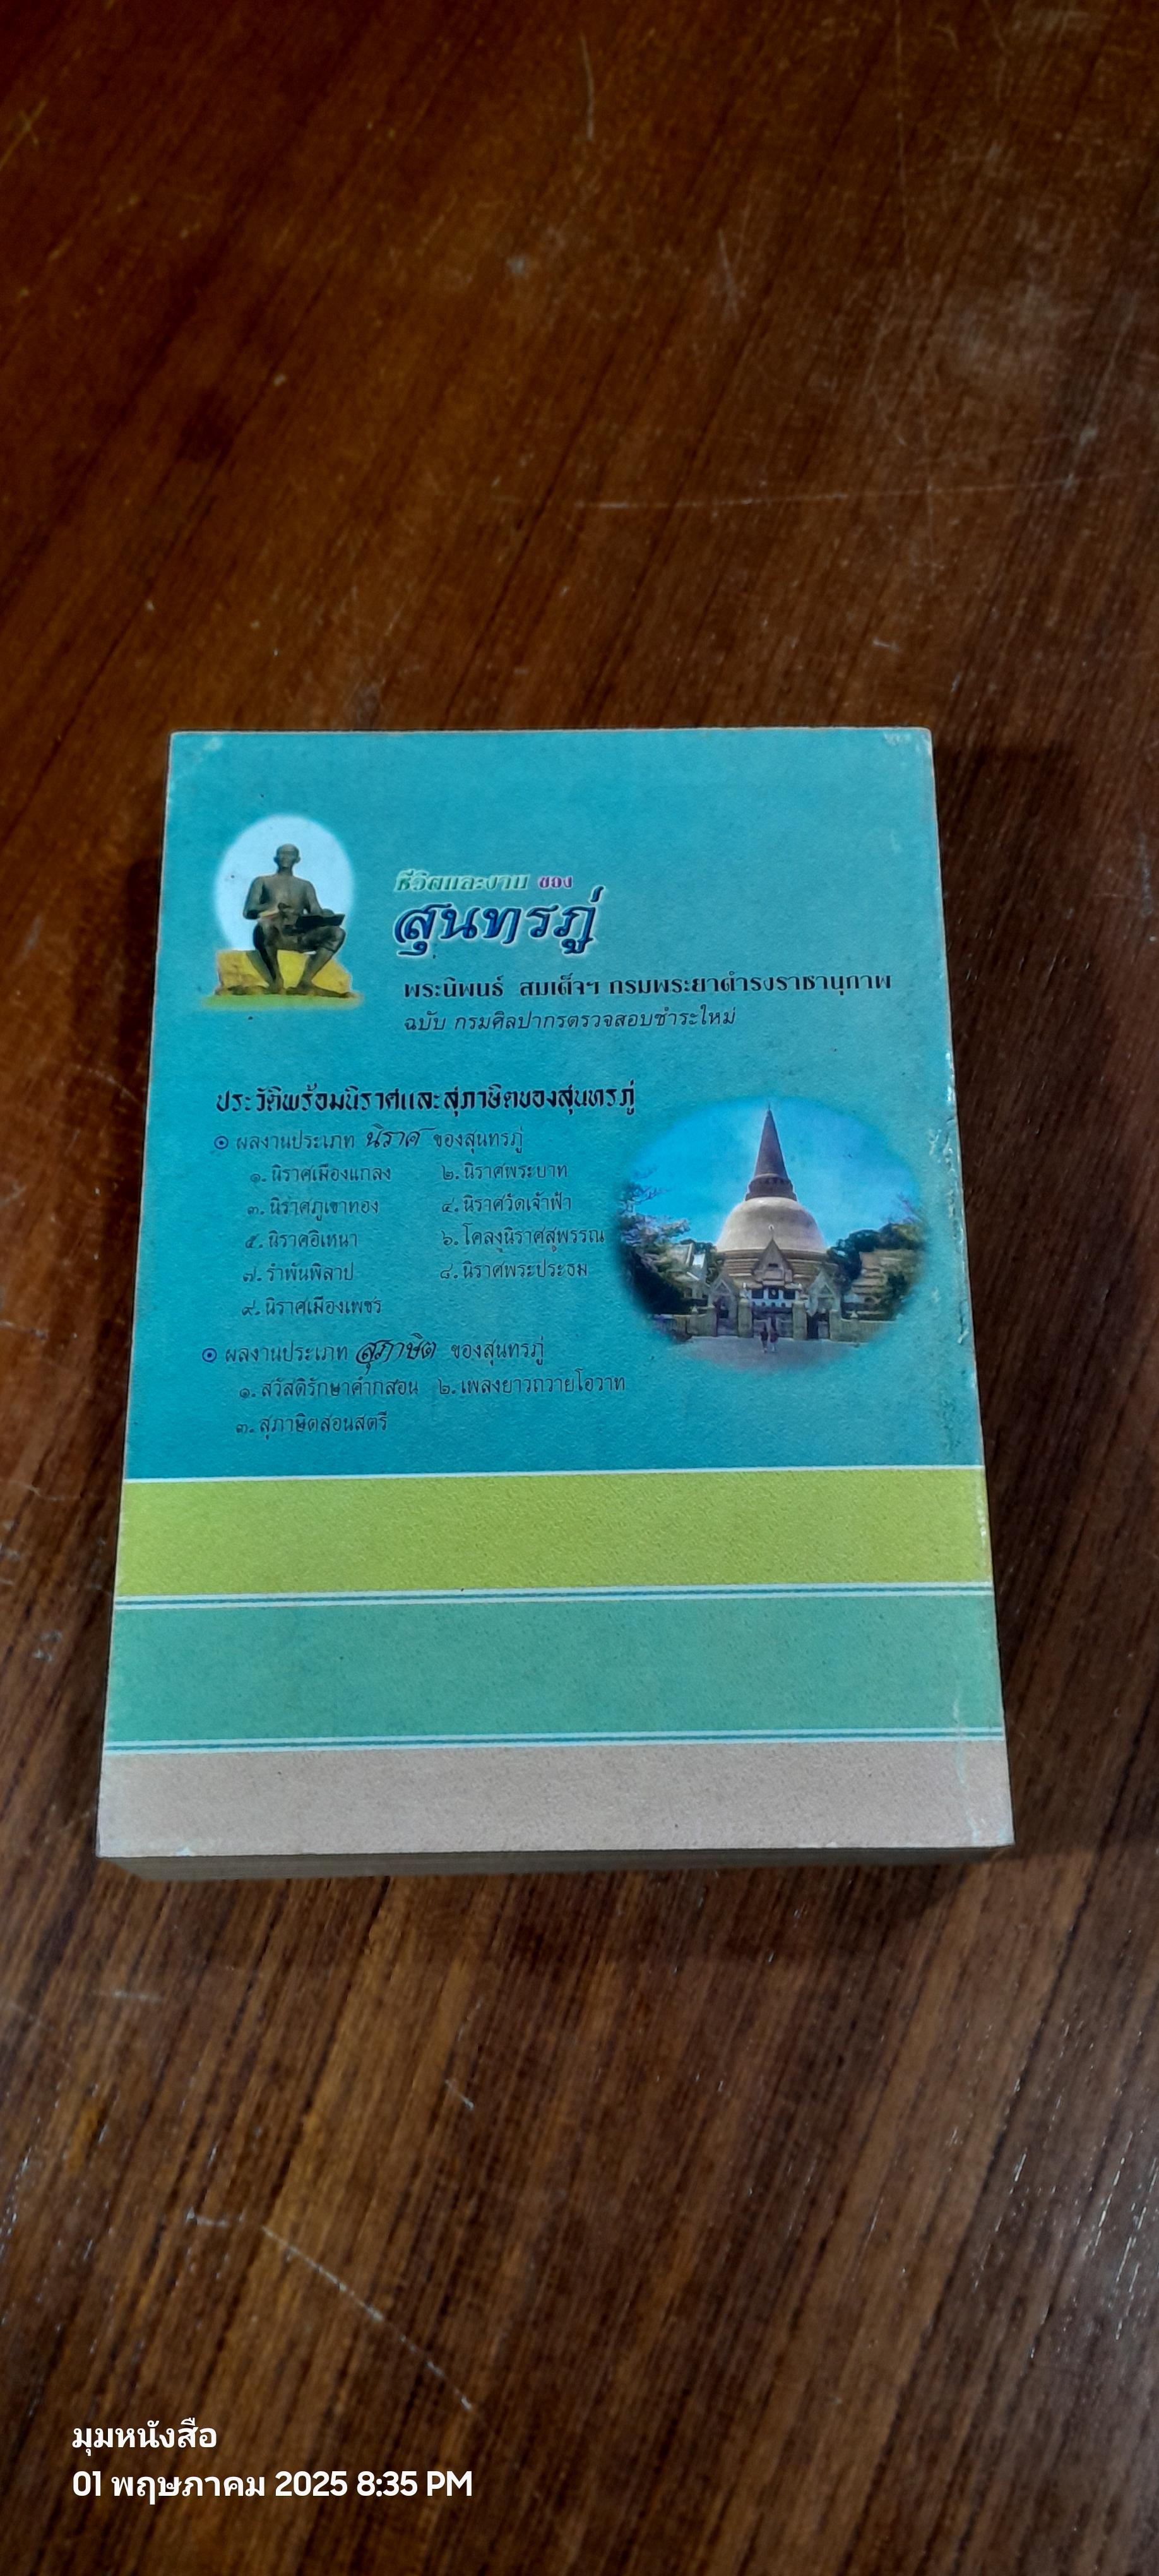 ชีวิตและงาน ของ
สุนทรภู่
พระนิพนธ์ สมเด็จฯ กรมพระยาดำรงราชานุภาพ
ฉบับ กรมศิลปากรตรวจสอบชำระใหม่
ประวัติพร้อมนิราศและสุภาษิตของสุนทรภู่
ผลงานประเภท นิราศ ของสุนทรภู่
๑. นิราศเมืองแกลง ๒. นิราศพระบาท
๓. นิราศภูเขาทอง ๔. นิราศวัดเจ้าฟ้า
๕. นิราศอิเหนา ๖. โคลงนิราศสุพรรณ
๗. รำพันพิลาป ๘. นิราศพระประธม
๙. นิราศเมืองเพชร
ผลงานประเภท สุภาษิต ของสุนทรภู่
๑. สวัสดิรักษาคำกลอน ๒. เพลงยาวถวายโอวาท
๓. สุภาษิตสอนสตรี
มุมหนังสือ
01 พฤษภาคม 2025 8:35 PM